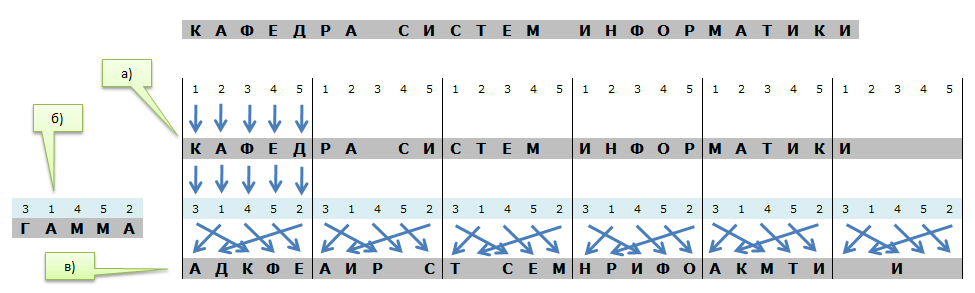 К А Ф Е Д Р А С И С Т Е М И Н Ф О Р М А Т И К И
а)
1 2 3 4 5 1 2 3 4 5 1 2 3 4 5 1 2 3 4 5 1 2 3 4 5 1 2 3 4 5
б)
К А Ф Е Д Р А С И С Т Е М И Н Ф О Р М А Т И К И
3 1 4 5 2 3 1 4 5 2 3 1 4 5 2 3 1 4 5 2 3 1 4 5 2 3 1 4 5 2 3 1 4 5 2
Г А М М А
в)
А Д К Ф Е А И Р С Т С Е М Н Р И Ф О А К М Т И И